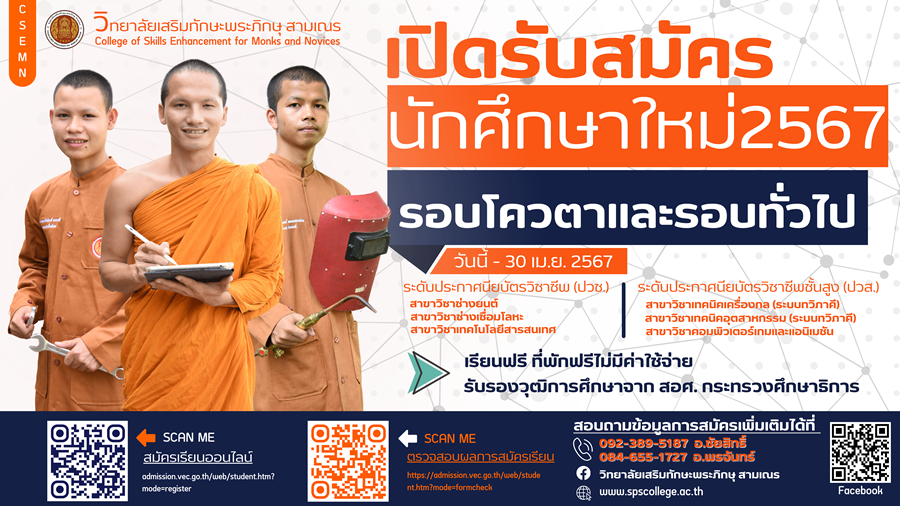 CSEMN
วิทยาลัยเสริมทักษะพระภิกษุ สามเณร
College of Skills Enhancement for Monks and Novices
เปิดรับสมัคร
นักศึกษาใหม่2567
รอบโควตาและรอบทั่วไป
วันนี้ - 30 เม.ย. 2567
ระดับประกาศนียบัตรวิชาชีพ (ปวช.)
สาขาวิชาช่างยนต์
สาขาวิชาช่างเชื่อมโลหะ
สาขาวิชาเทคโนโลยีสารสนเทศ
ระดับประกาศนียบัตรวิชาชีพชั้นสูง (ปวส.)
สาขาวิชาเทคนิคเครื่องกล (ระบบทวิภาคี)
สาขาวิชาเทคนิคอุตสาหกรรม (ระบบทวิภาคี)
สาขาวิชาคอมพิวเตอร์เกมและแอนิเมชัน
เรียนฟรี ที่พักฟรีไม่มีค่าใช้จ่าย
รับรองวุฒิการศึกษาจาก สอศ. กระทรวงศึกษาธิการ
SCAN ME
สมัครเรียนออนไลน์
admission.vec.go.th/web/student.htm?
mode=register
SCAN ME
ตรวจสอบผลการสมัครเรียน
https://admission.vec.go.th/web/stude
nt.htm?mode=formcheck
สอบถามข้อมูลการสมัครเพิ่มเติมได้ที่
092-389-5187 อ.ชัยสิทธิ์
084-655-1727 อ.พรจันทร์
วิทยาลัยเสริมทักษะพระภิกษุ สามเณร
www.spscollege.ac.th
Facebook